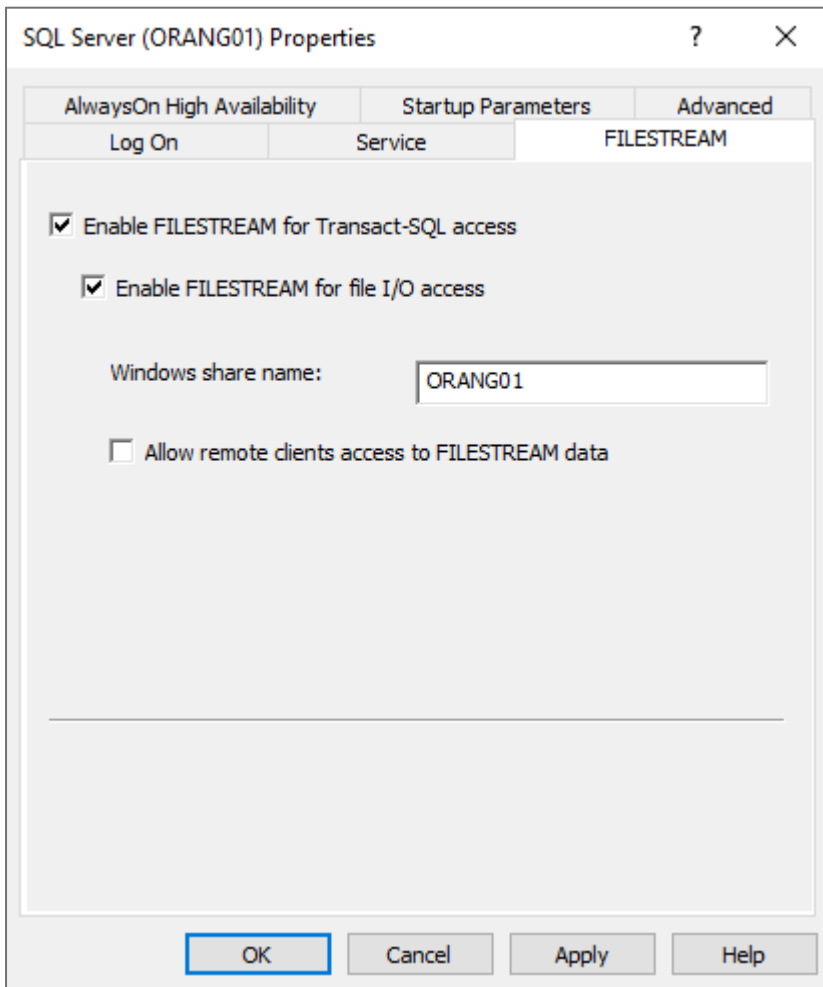 SQL Server (ORANG01) Properties ? ×
AlwaysOn High Availability Startup Parameters Advanced
Log On Service FILESTREAM
Enable FILESTREAM for Transact-SQL access
Enable FILESTREAM for file I/O access
Windows share name: ORANG01
Allow remote clients access to FILESTREAM data
OK Cancel Apply Help